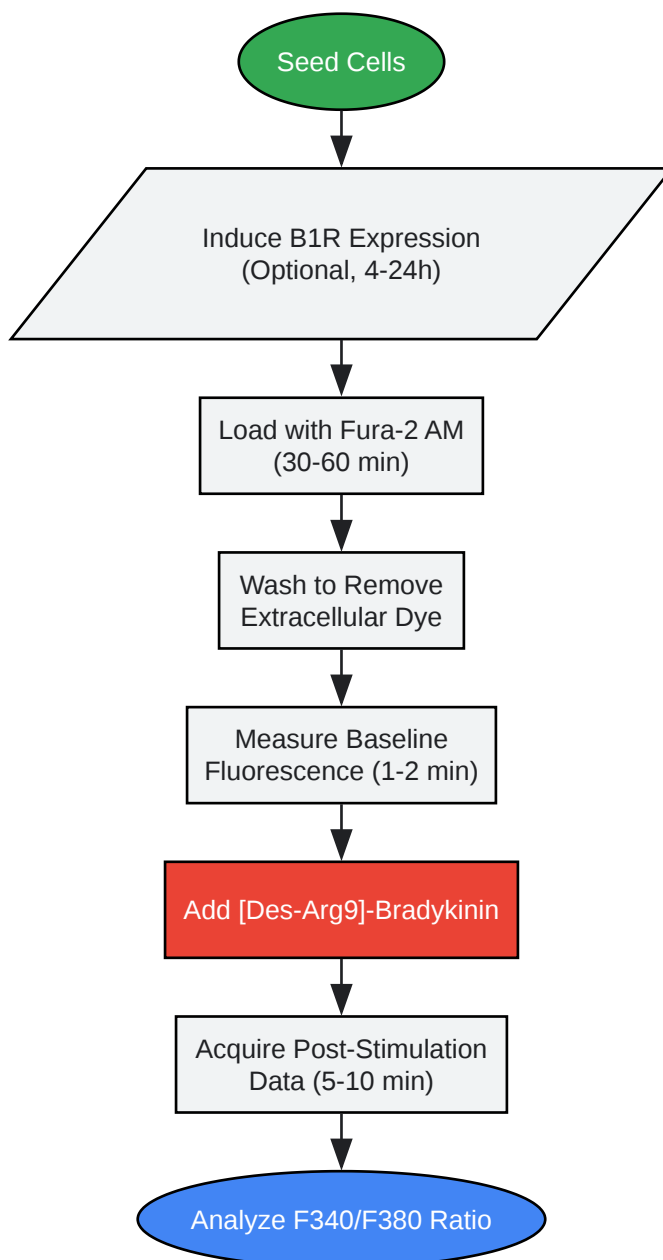 Seed Cells
Induce B1R Expression
(Optional, 4-24h)
Load with Fura-2 AM
(30-60 min)
Wash to Remove
Extracellular Dye
Measure Baseline
Fluorescence (1-2 min)
Add [Des-Arg9]-Bradykinin
Acquire Post-Stimulation
Data (5-10 min)
Analyze F340/F380 Ratio